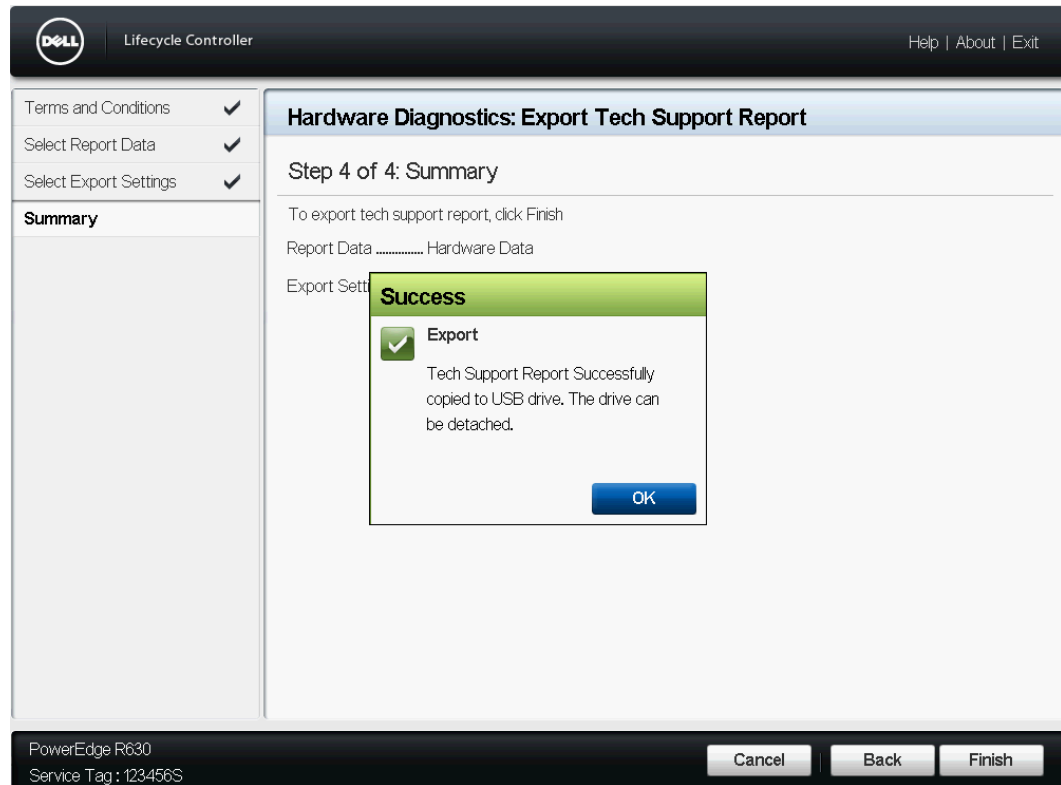 DELL
Lifecycle Controller
Help | About | Exit
Terms and Conditions
Select Report Data
Select Export Settings
Summary
Hardware Diagnostics: Export Tech Support Report
Step 4 of 4: Summary
To export tech support report, click Finish
Report Data ............... Hardware Data
Export Setti
Success
Export
Tech Support Report Successfully
copied to USB drive. The drive can
be detached.
OK
PowerEdge R630
Service Tag : 123456S
Cancel
Back
Finish